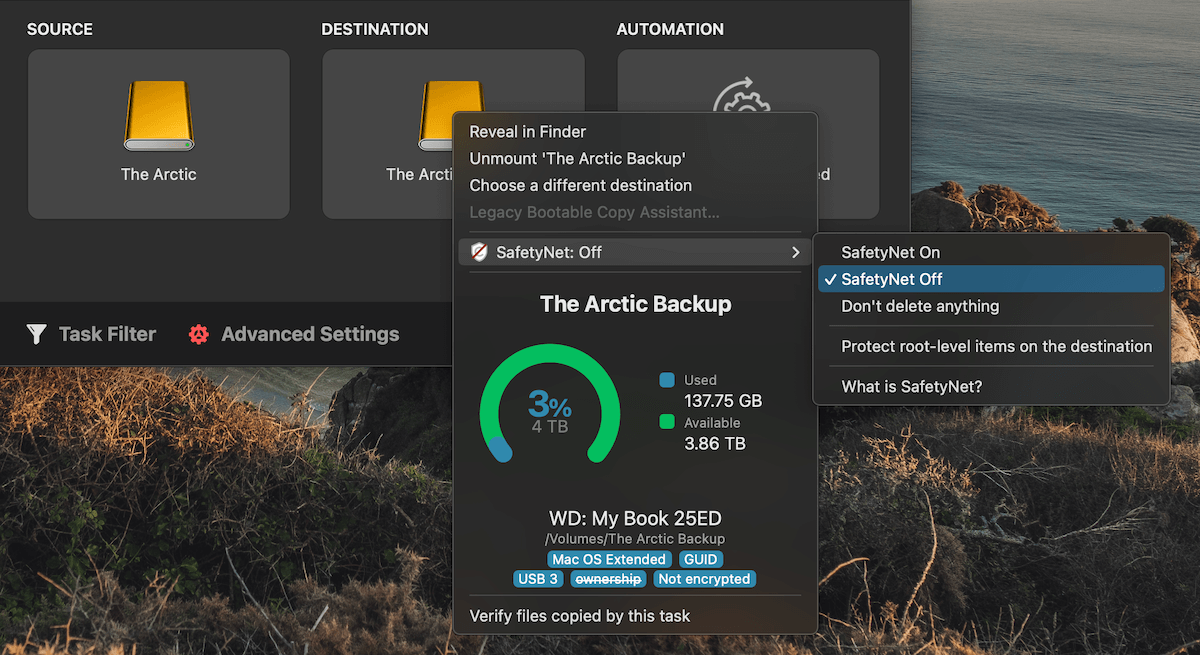 SOURCE
DESTINATION
AUTOMATION
The Arctic
The Arcti
ed
Reveal in Finder
Unmount 'The Arctic Backup'
Choose a different destination
Legacy Bootable Copy Assistant...
SafetyNet: Off
SafetyNet On
SafetyNet Off
Don't delete anything
Protect root-level items on the destination
What is SafetyNet?
Task Filter
Advanced Settings
The Arctic Backup
3%
4 TB
Used
137.75 GB
Available
3.86 TB
WD: My Book 25ED
/Volumes/The Arctic Backup
Mac OS Extended GUID
USB 3 ownership Not encrypted
Verify files copied by this task